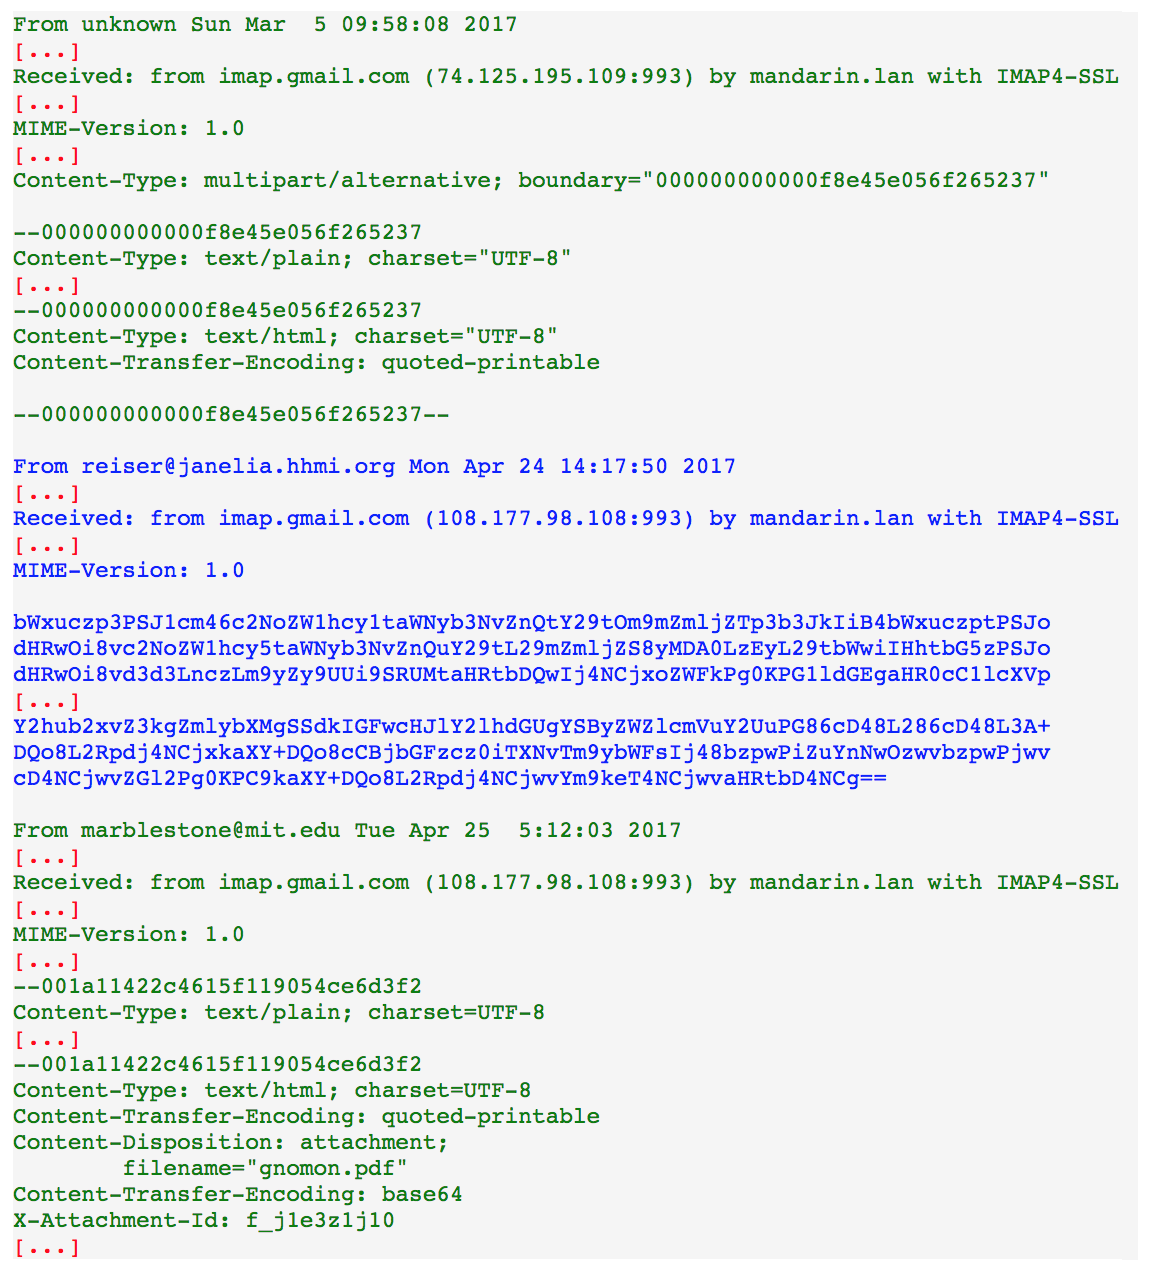 From unknown Sun Mar  5 09:58:08 2017
[...]
Received: from imap.gmail.com (74.125.195.109:993) by mandarin.lan with IMAP4-SSL
[...]
MIME-Version: 1.0
[...]
Content-Type: multipart/alternative; boundary="000000000000f8e45e056f265237"
--000000000000f8e45e056f265237
Content-Type: text/plain; charset="UTF-8"
[...]
--000000000000f8e45e056f265237
Content-Type: text/html; charset="UTF-8"
Content-Transfer-Encoding: quoted-printable
--000000000000f8e45e056f265237--
From reiser@janelia.hhmi.org Mon Apr 24 14:17:50 2017
[...]
Received: from imap.gmail.com (108.177.98.108:993) by mandarin.lan with IMAP4-SSL
[...]
MIME-Version: 1.0
bWxuczp3PSJ1cm46c2NoZW1hcy1taWNyb3NvZnQtY29tOm9mZmljZTp3b3JkIiB4bWxuczptPSJo
dHRwOi8vc2NoZW1hcy5taWNyb3NvZnQuY29tL29mZmljZS8yMDA0LzEyL29tbWwiIHhtbG5zPSJo
dHRwOi8vd3d3LnczLm9yZy9UUi9SRUMtaHRtbDQwIj4NCjxoZWFkPg0KPG1ldGEgaHR0cC1lcXVp
[...]
Y2hub2xvZ3kgZmlybXMgSSdkIGFwcHJlY2lhdGUgYSByZWZlcmVuY2UuPG86cD48L286cD48L3A+
DQo8L2Rpdj4NCjxkaXY+DQo8cCBjbGFzcz0iTXNvTm9ybWFsIj48bzpwPiZuYnNwOzwvbzpwPjwv
cD4NCjwvZGl2Pg0KPC9kaXY+DQo8L2Rpdj4NCjwvYm9keT4NCjwvaHRtbD4NCg==
From marblestone@mit.edu Tue Apr 25  5:12:03 2017
[...]
Received: from imap.gmail.com (108.177.98.108:993) by mandarin.lan with IMAP4-SSL
[...]
MIME-Version: 1.0
[...]
--001a11422c4615f119054ce6d3f2
Content-Type: text/plain; charset=UTF-8
[...]
--001a11422c4615f119054ce6d3f2
Content-Type: text/html; charset=UTF-8
Content-Transfer-Encoding: quoted-printable
Content-Disposition: attachment;
filename="gnomon.pdf"
Content-Transfer-Encoding: base64
X-Attachment-Id: f_j1e3z1j10
[...]